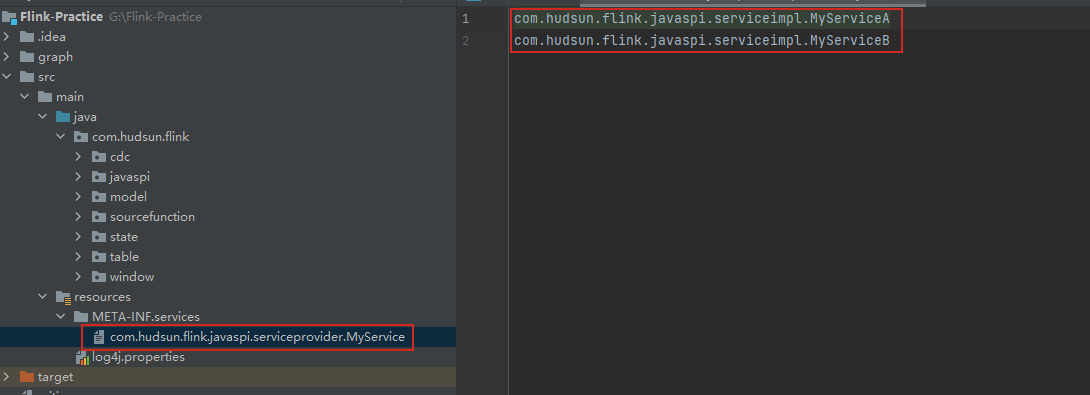 Flink-Practice G:\Flink-Practice
.idea
graph
src
main
java
com.hudsun.flink
cdc
javaspi
model
sourcefunction
state
table
window
resources
META-INF.services
com.hudsun.flink.javaspi.serviceprovider.MyService
log4j.properties
target
1 com.hudsun.flink.javaspi.serviceimpl.MyServiceA
2 com.hudsun.flink.javaspi.serviceimpl.MyServiceB